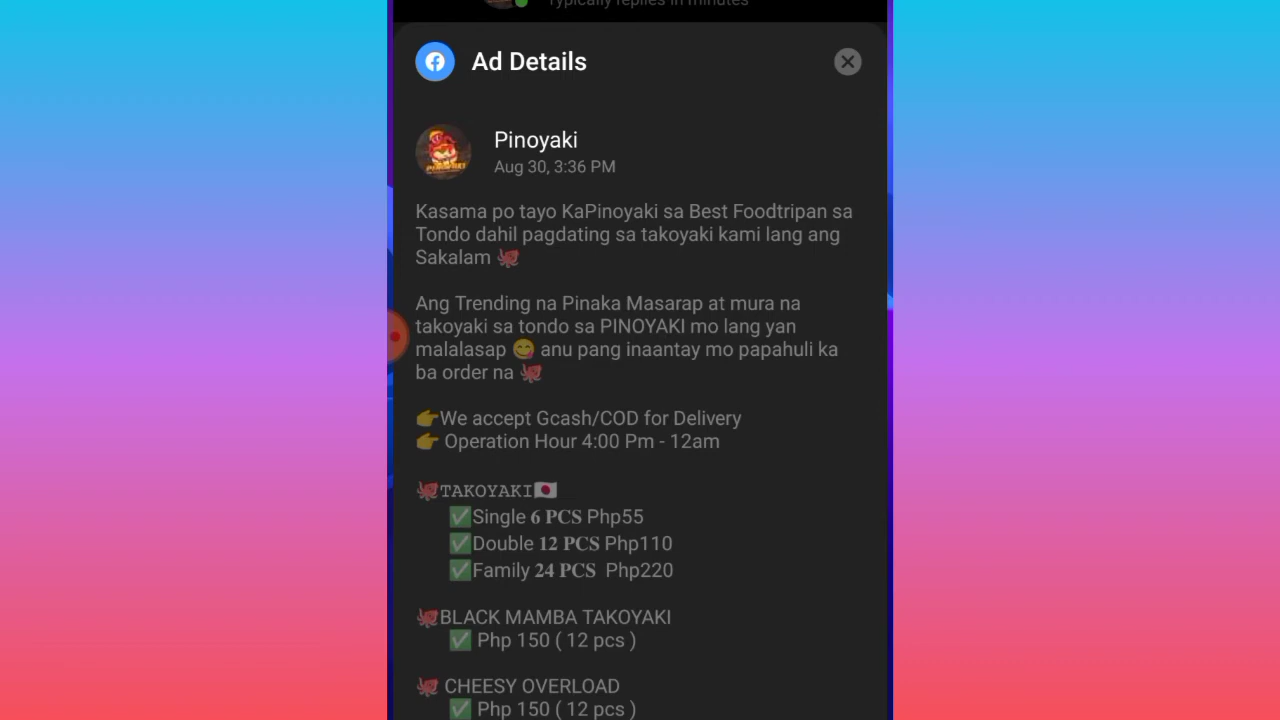 Typically replies in minutes
Ad Details
Pinoyaki
Aug 30, 3:36 PM
Kasama po tayo KaPinoyaki sa Best Foodtripan sa
Tondo dahil pagdating sa takoyaki kami lang ang
Sakalam 🐙
Ang Trending na Pinaka Masarap at mura na
takoyaki sa tondo sa PINOYAKI mo lang yan
malalasap 😋 anu pang inaantay mo papahuli ka
ba order na 🐙
👉We accept Gcash/COD for Delivery
👉 Operation Hour 4:00 Pm - 12am
🐙𝚃𝙰𝙺𝙾𝚈𝙰𝙺𝙸🇯🇵
✅Single 𝟔 𝐏𝐂𝐒 Php55
✅Double 𝟏𝟐 𝐏𝐂𝐒 Php110
✅Family 𝟐𝟒 𝐏𝐂𝐒 Php220
🐙BLACK MAMBA TAKOYAKI
✅ Php 150 ( 12 pcs )
🐙 CHEESY OVERLOAD
✅ Php 150 ( 12 pcs )